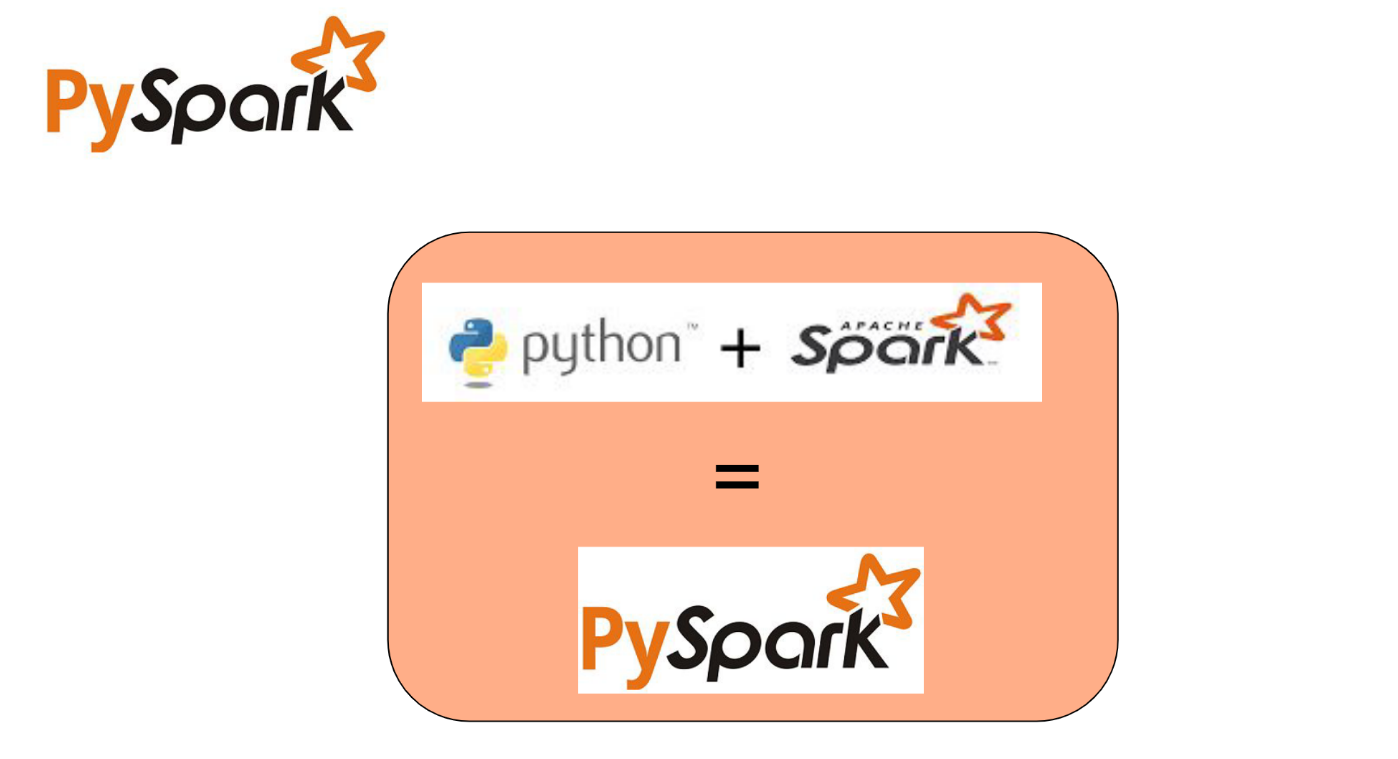 PySpark
python™ + APACHE Spark™
=
PySpark